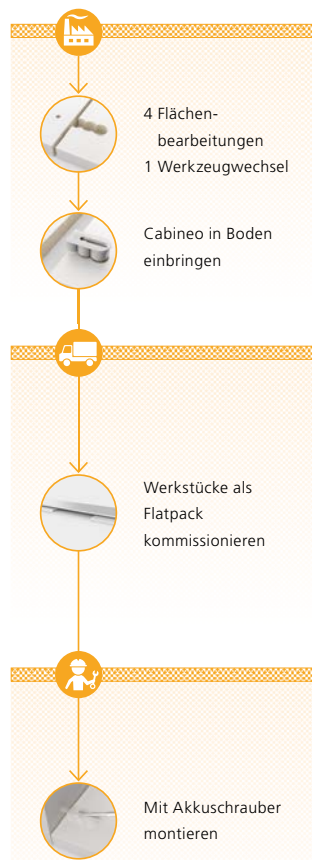 4 Flächen-
bearbeitungen
1 Werkzeugwechsel
Cabineo in Boden
einbringen
Werkstücke als
Flatpack
kommissionieren
Mit Akkuschrauber
montieren